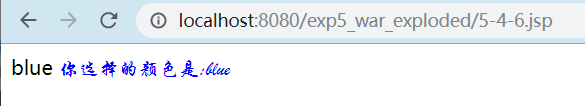 localhost:8080/exp5_war_exploded/5-4-6.jsp
blue 你选择的颜色是:blue